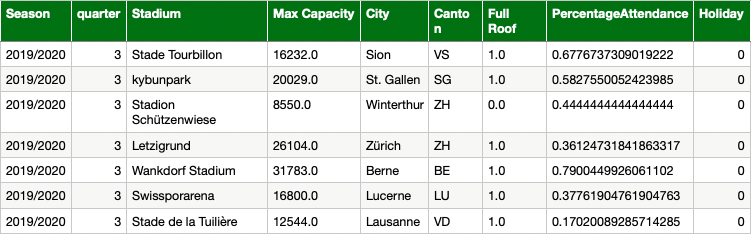 Season quarter Stadium Max Capacity City Canto Full PercentageAttendance Holiday
n Roof
2019/2020 3 Stade Tourbillon 16232.0 Sion VS 1.0 0.6776737309019222 0
2019/2020 3 kybunpark 20029.0 St. Gallen SG 1.0 0.5827550052423985 0
2019/2020 3 Stadion 8550.0 Winterthur ZH 0.0 0.4444444444444444 0
Schützenwiese
2019/2020 3 Letzigrund 26104.0 Zürich ZH 1.0 0.36124731841863317 0
2019/2020 3 Wankdorf Stadium 31783.0 Berne BE 1.0 0.7900449926061102 0
2019/2020 3 Swissporarena 16800.0 Lucerne LU 1.0 0.37761904761904763 0
2019/2020 3 Stade de la Tuilière 12544.0 Lausanne VD 1.0 0.17020089285714285 0